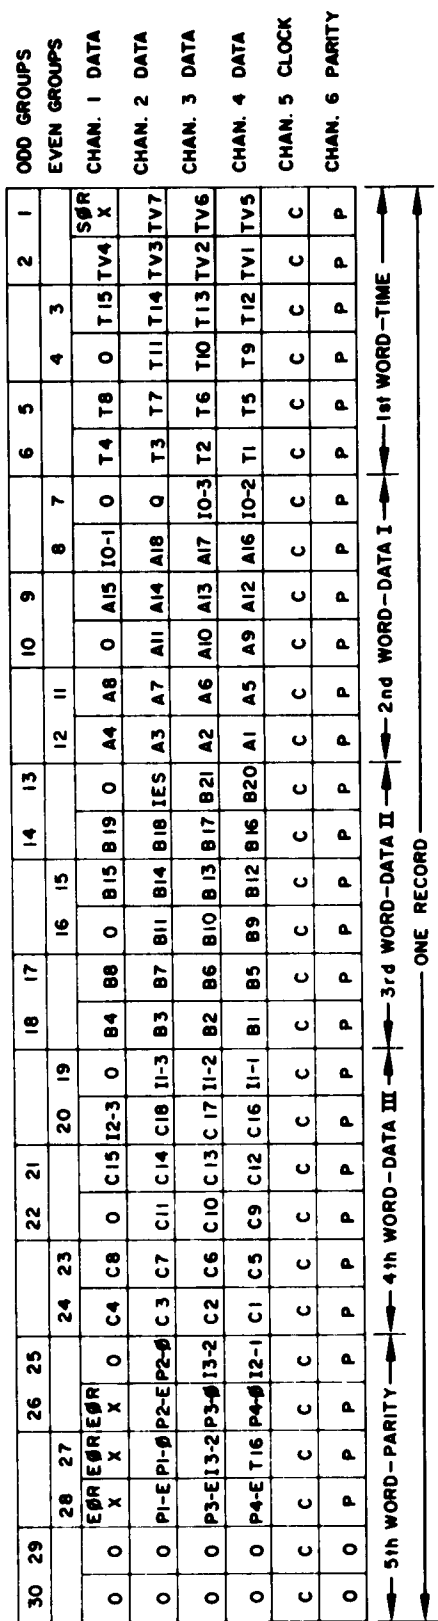 30 29 26 25 22 21 18 17 14 13 10 9 6 5 2 1 ODD GROUPS
28 27 24 23 20 19 16 15 12 11 8 7 4 3 EVEN GROUPS
EØR EØR EØR SØR
O O X X X O C4 C8 O C15 I2-3 O B4 B8 O B15 B19 O A4 A8 O A15 IO-1 O T4 T8 O T15 TV4 X CHAN. 1 DATA
O O P1-E P1-Ø P2-E P2-Ø C3 C7 C11 C14 C18 I1-3 B3 B7 B11 B14 B18 IES A3 A7 A11 A14 A18 Q T3 T7 T11 T14 TV3 TV7 CHAN. 2 DATA
O O P3-E I3-2 P3-Ø I3-2 C2 C6 C10 C13 C17 I1-2 B2 B6 B10 B13 B17 B21 A2 A6 A10 A13 A17 IO-3 T2 T6 T10 T13 TV2 TV6 CHAN. 3 DATA
O O P4-E T16 P4-Ø I2-1 C1 C5 C9 C12 C16 I1-1 B1 B5 B9 B12 B16 B20 A1 A5 A9 A12 A16 IO-2 T1 T5 T9 T12 TV1 TV5 CHAN. 4 DATA
C C C C C C C C C C C C C C C C C C C C C C C C C C C C C C CHAN. 5 CLOCK
O O P P P P P P P P P P P P P P P P P P P P P P P P P P P P CHAN. 6 PARITY
5th WORD-PARITY 4th WORD-DATA III 3rd WORD-DATA II 2nd WORD-DATA I 1st WORD-TIME
ONE RECORD